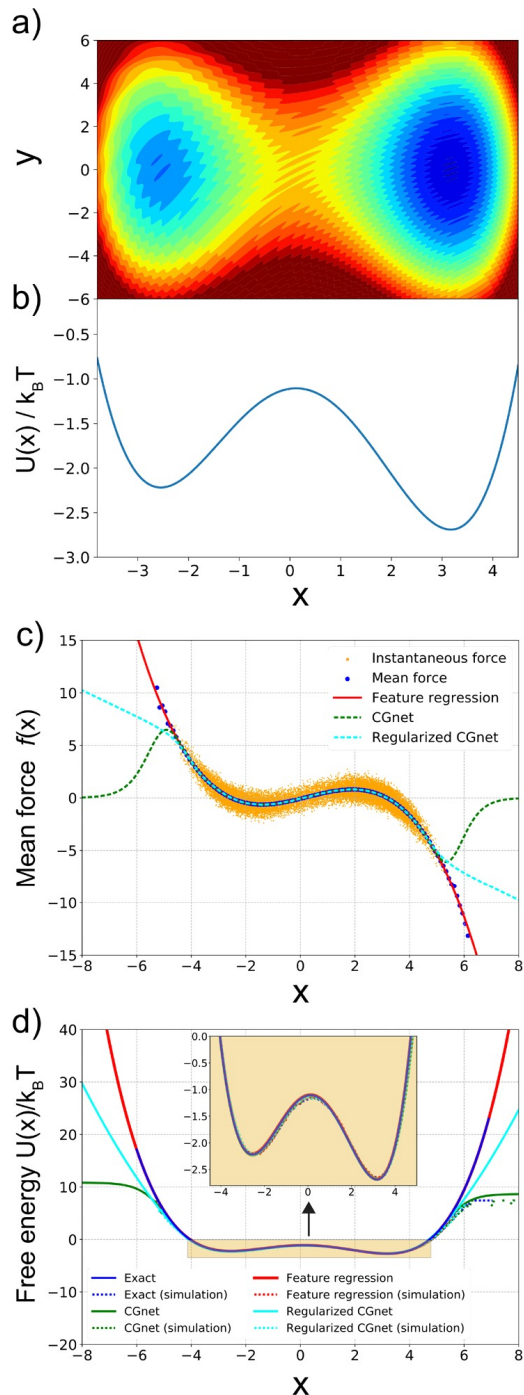 a)
6
4
2
0
−2
−4
−6
y
b)
−0.5
−1.0
−1.5
−2.0
−2.5
−3.0
U(x) / kBT
−3 −2 −1 0 1 2 3 4
x
c)
15
10
5
0
−5
−10
−15
Mean force f(x)
Instantaneous force
Mean force
Feature regression
CGnet
Regularized CGnet
−8 −6 −4 −2 0 2 4 6 8
x
d)
40
30
20
10
0
−10
−20
Free energy U(x)/kBT
0.0
−0.5
−1.0
−1.5
−2.0
−2.5
−4 −2 0 2 4
Exact
Exact (simulation)
CGnet
CGnet (simulation)
Feature regression
Feature regression (simulation)
Regularized CGnet
Regularized CGnet (simulation)
−8 −6 −4 −2 0 2 4 6 8
x